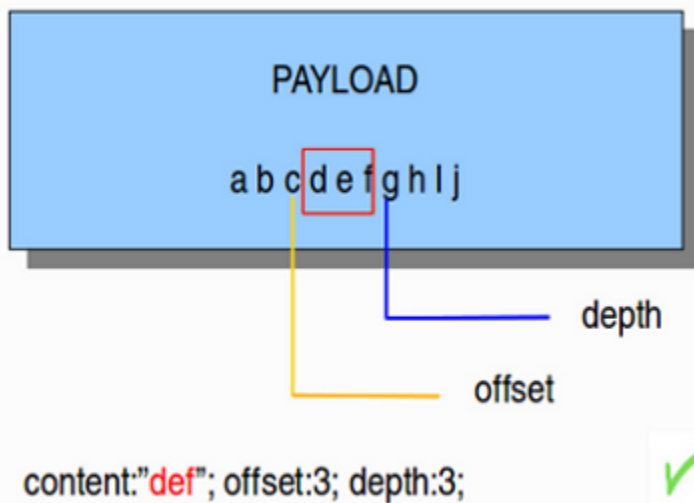 PAYLOAD
a b c d e f g h I j
depth
offset
content:”def”; offset:3; depth:3;